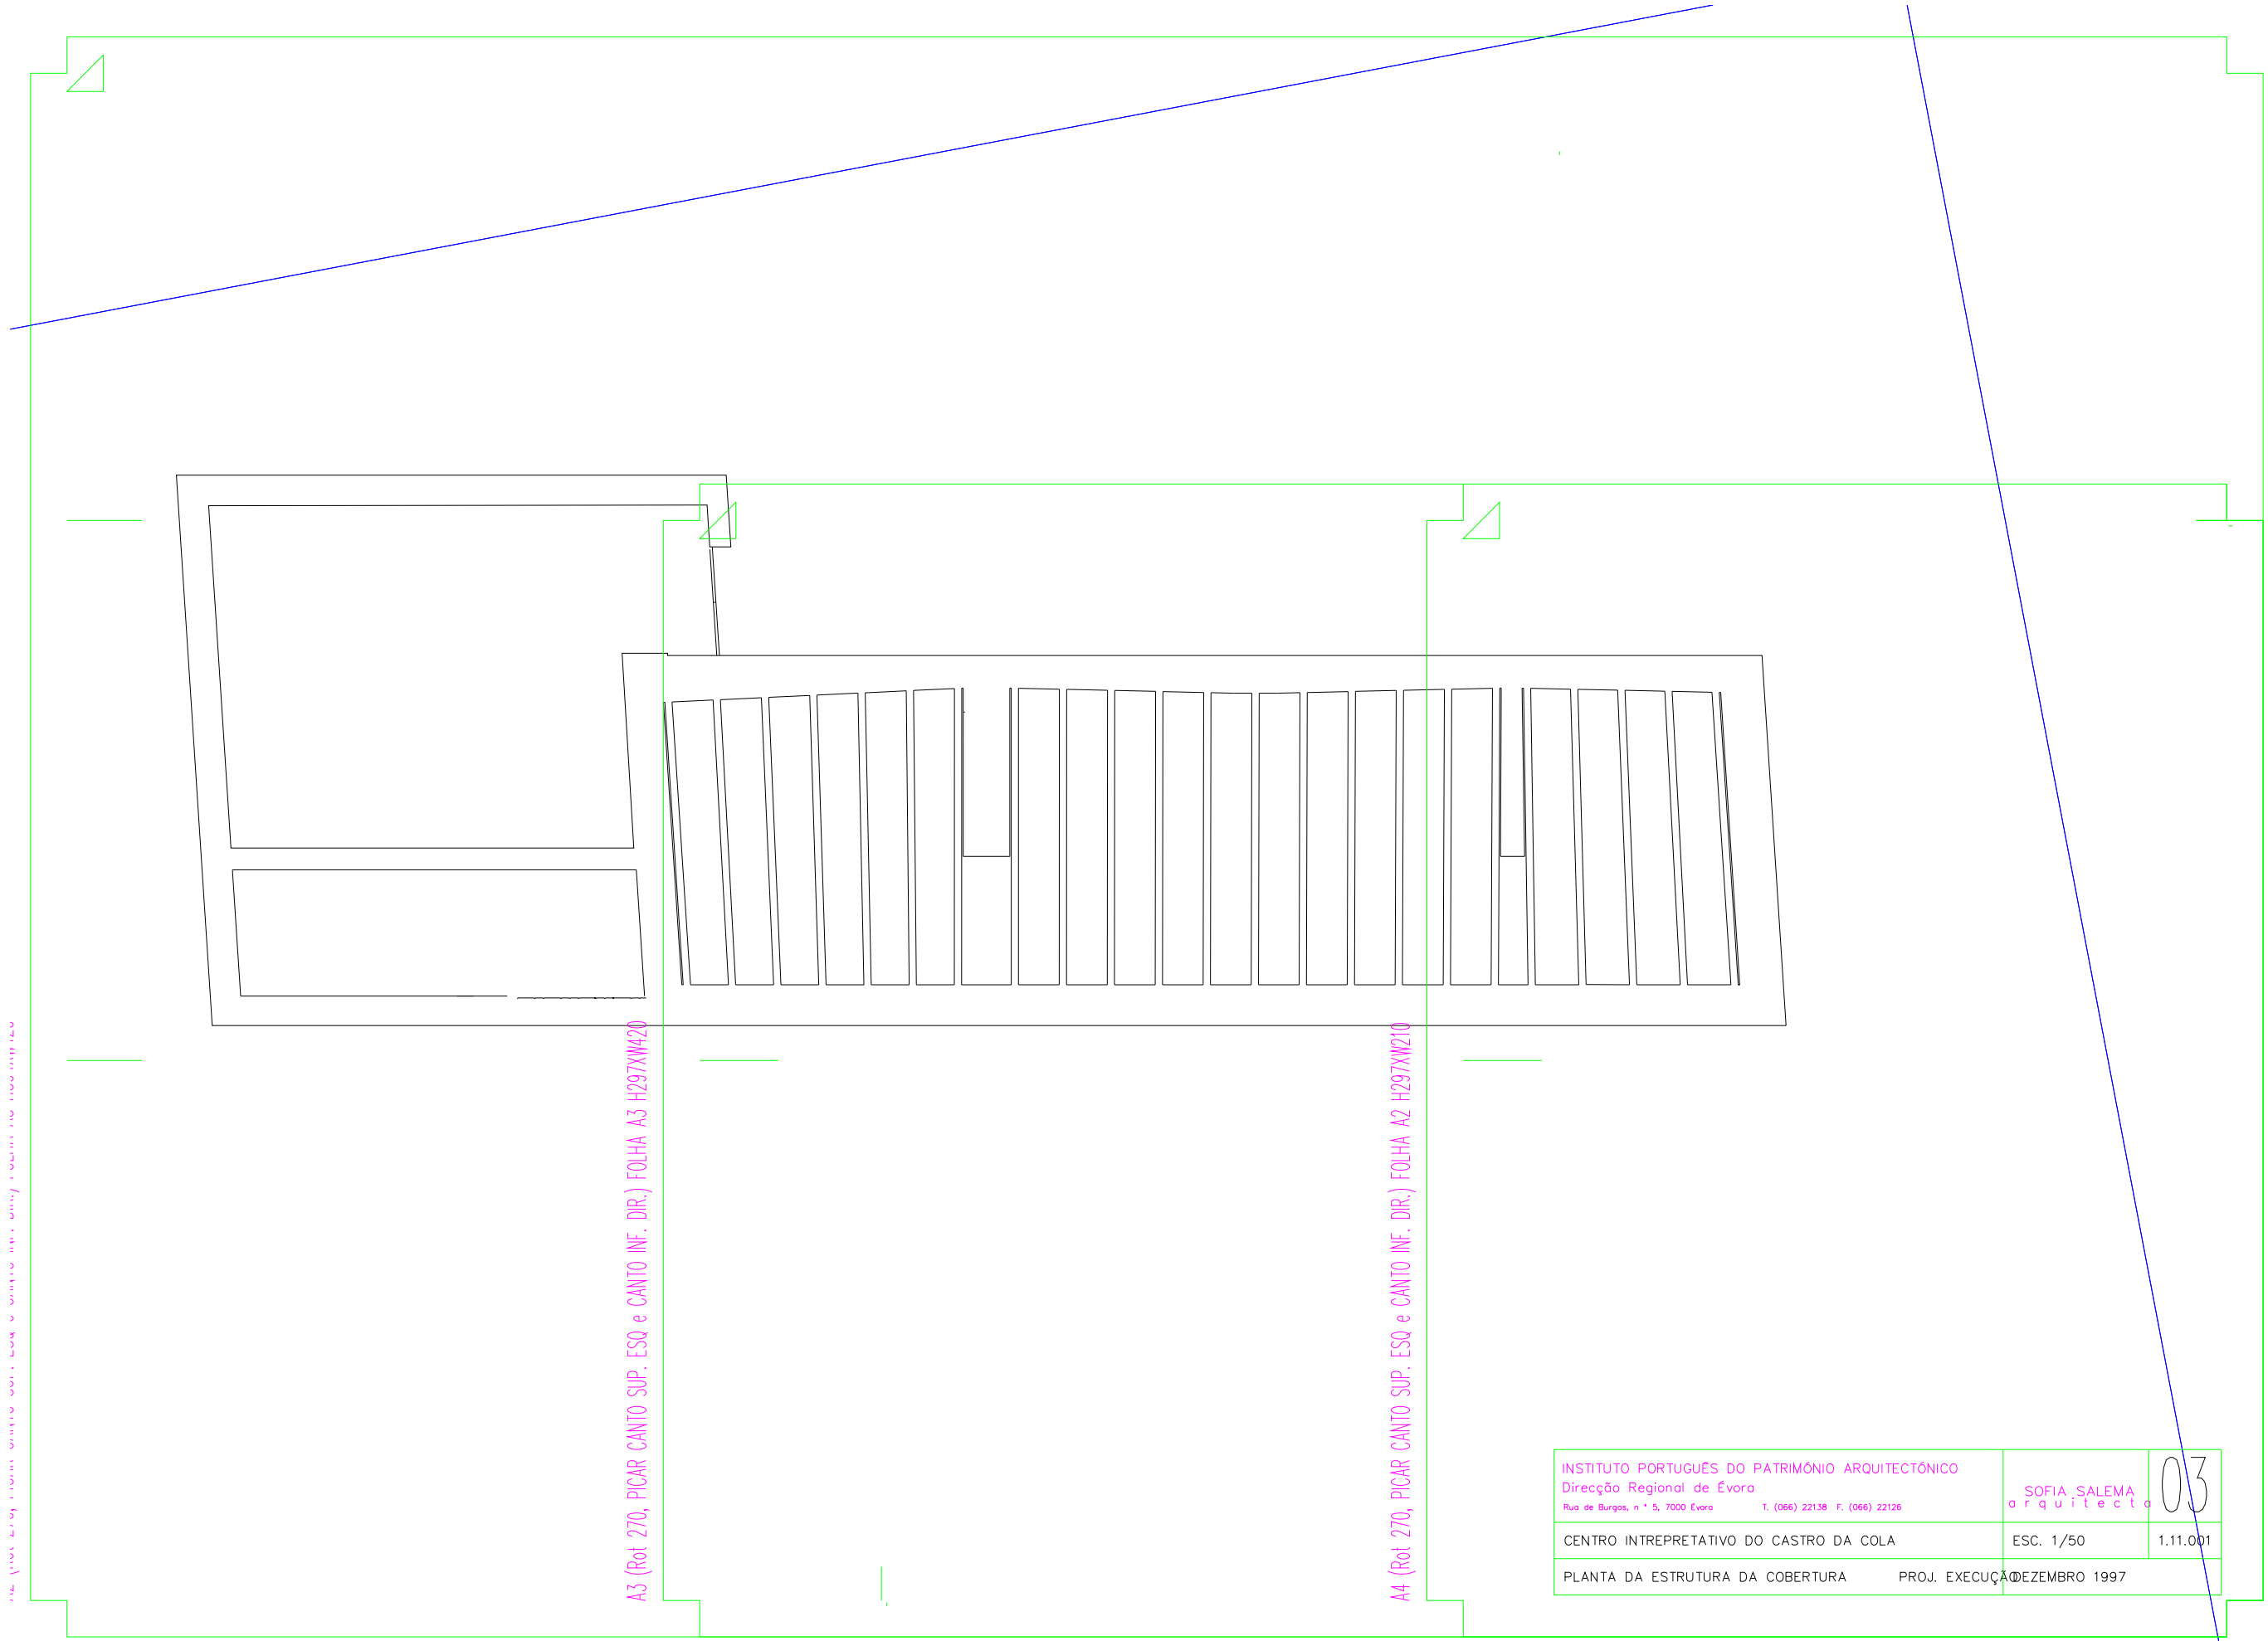 A3 (Rot 270, PICAR CANTO SUP. ESQ e CANTO INF. DIR.) FOLHA A3 H297XW420
A4 (Rot 270, PICAR CANTO SUP. ESQ e CANTO INF. DIR.) FOLHA A2 H297XW210
INSTITUTO PORTUGUÊS DO PATRIMÓNIO ARQUITECTÓNICO
Direcção Regional de Évora
Rua de Burgos, n º 5, 7000 Évora T. (066) 22138 F. (066) 22126
SOFIA SALEMA
arquitecta
03
CENTRO INTREPRETATIVO DO CASTRO DA COLA
ESC. 1/50
1.11.001
PLANTA DA ESTRUTURA DA COBERTURA PROJ. EXECUÇÃO
DEZEMBRO 1997